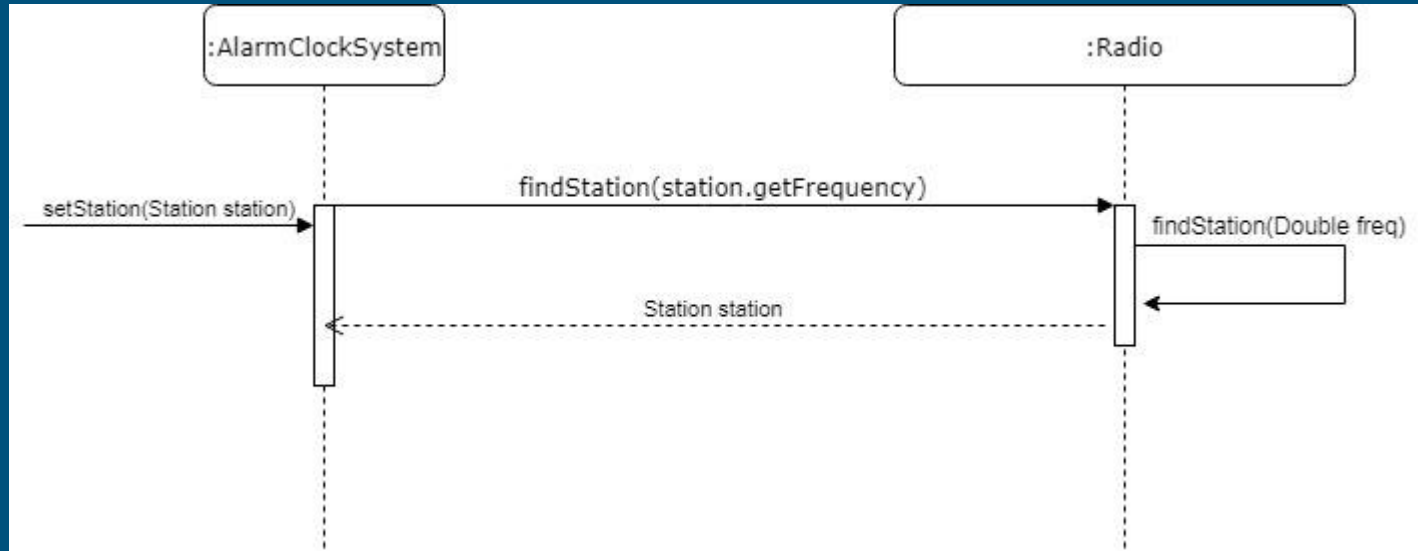 :AlarmClockSystem
:Radio
findStation(station.getFrequency)
setStation(Station station)
findStation(Double freq)
Station station